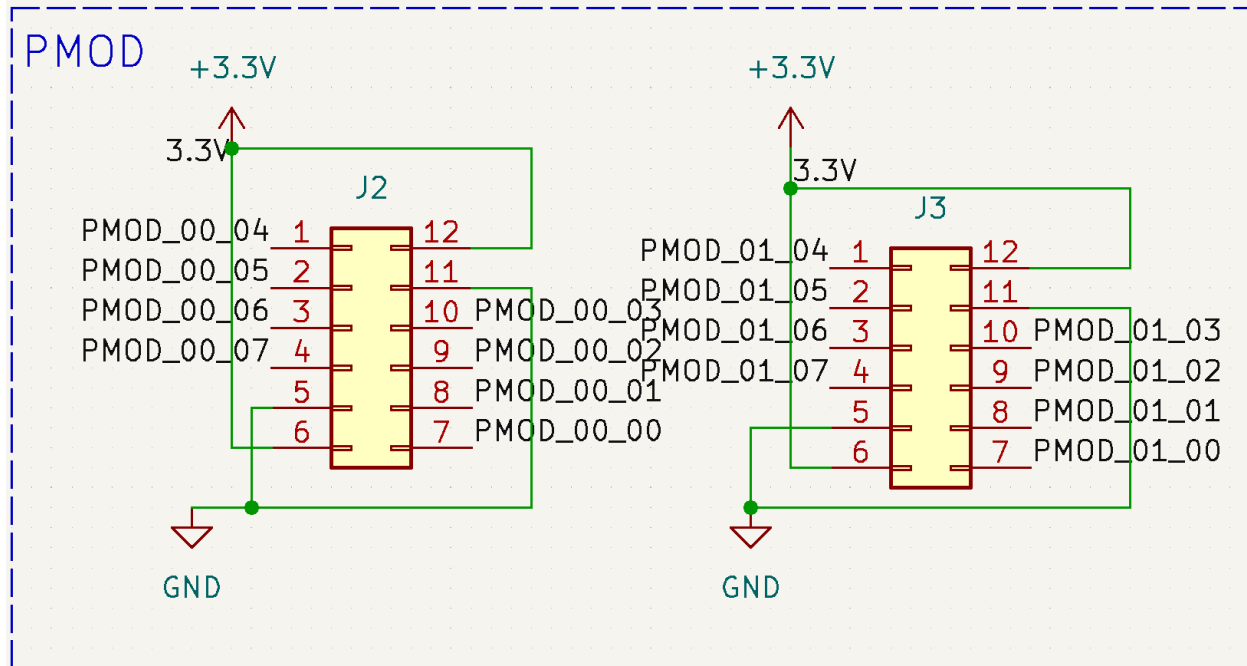 PMOD
+3.3V
3.3V
J2
PMOD_00_04 1 12
PMOD_00_05 2 11
PMOD_00_06 3 10 PMOD_00_03
PMOD_00_07 4 9 PMOD_00_02
5 8 PMOD_00_01
6 7 PMOD_00_00
GND
+3.3V
3.3V
J3
PMOD_01_04 1 12
PMOD_01_05 2 11
PMOD_01_06 3 10 PMOD_01_03
PMOD_01_07 4 9 PMOD_01_02
5 8 PMOD_01_01
6 7 PMOD_01_00
GND